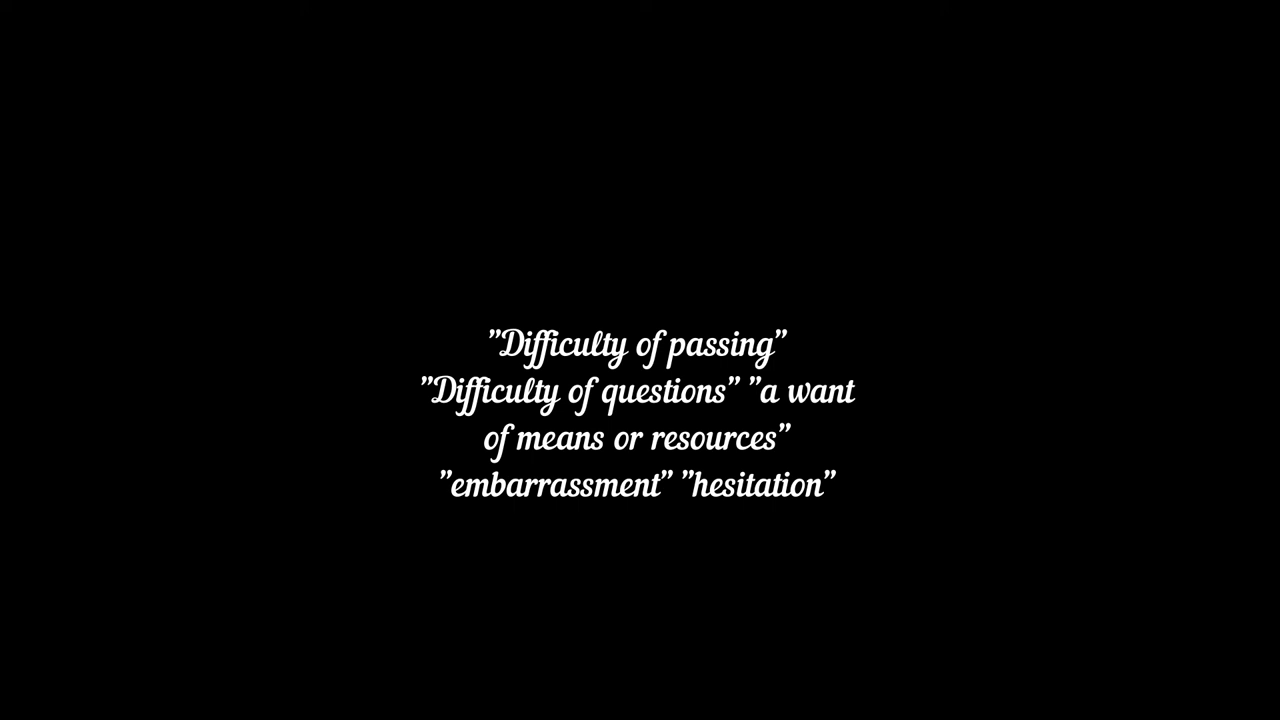 "Difficulty of passing"
"Difficulty of questions" "a want
of means or resources"
"embarrassment" "hesitation"